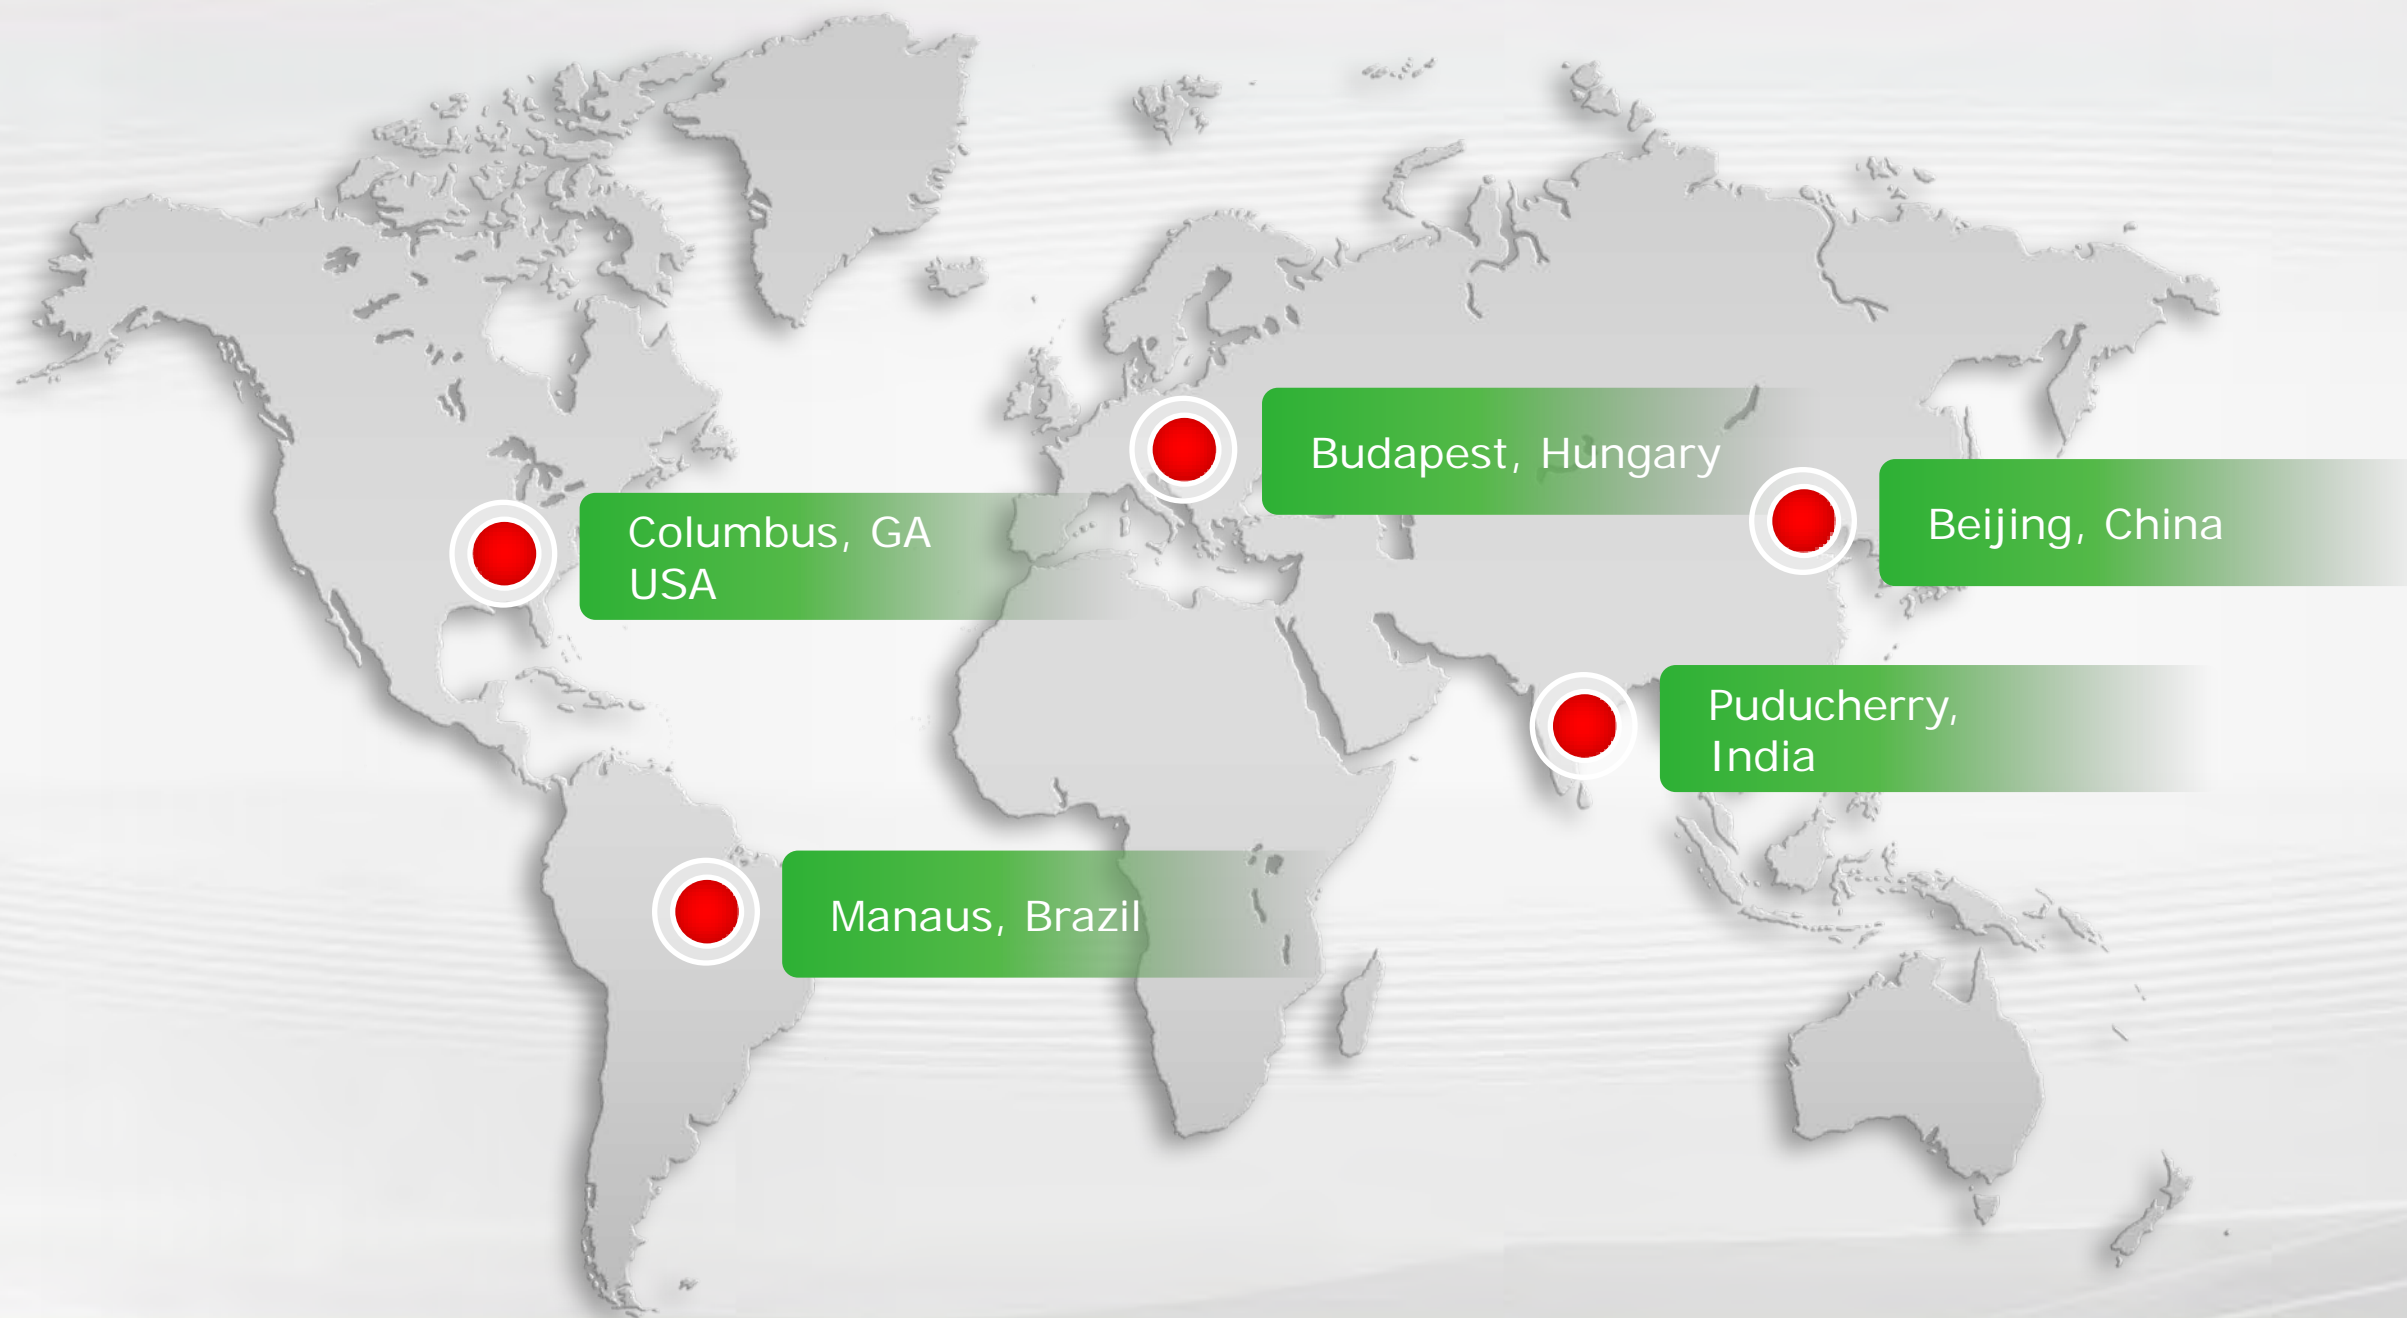 Budapest, Hungary
Columbus, GA
USA
Beijing, China
Puducherry,
India
Manaus, Brazil